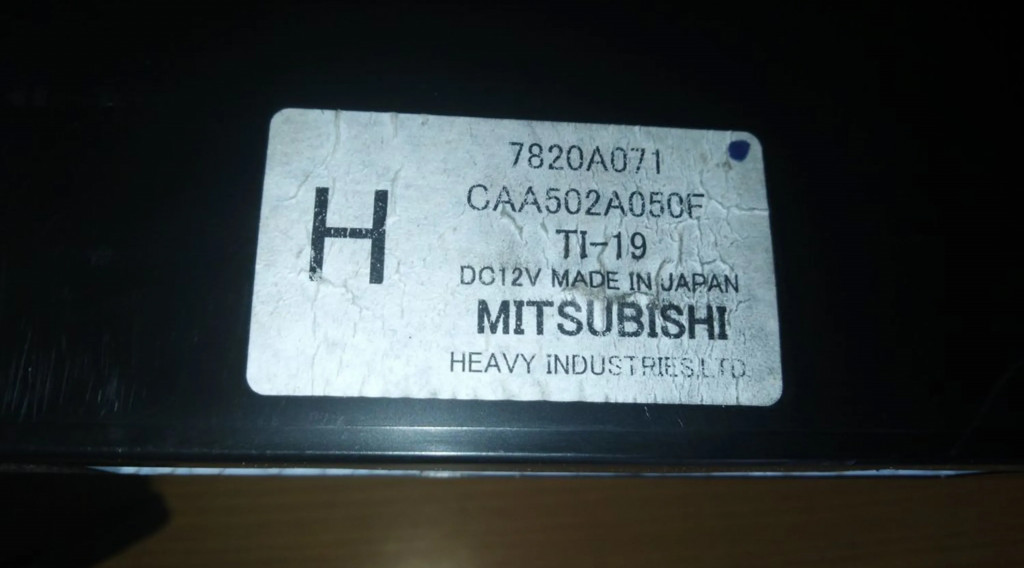 7820A071
CAA502A050F
H
TI-19
DC12V MADE IN JAPAN
MITSUBISHI
HEAVY INDUSTRIES,LTD.